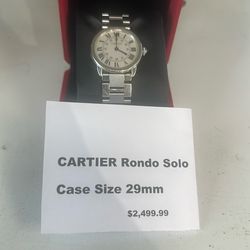 CARTIER Rondo Solo
Case Size 29mm
$2,499.99